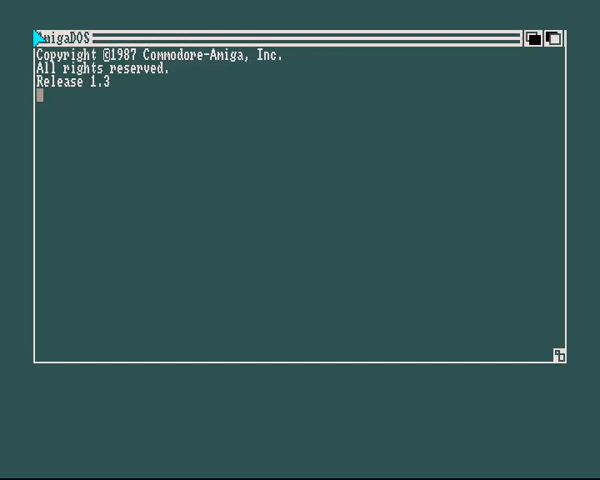 AmigaDOS
Copyright ©1987 Commodore-Amiga, Inc.
All rights reserved.
Release 1.3